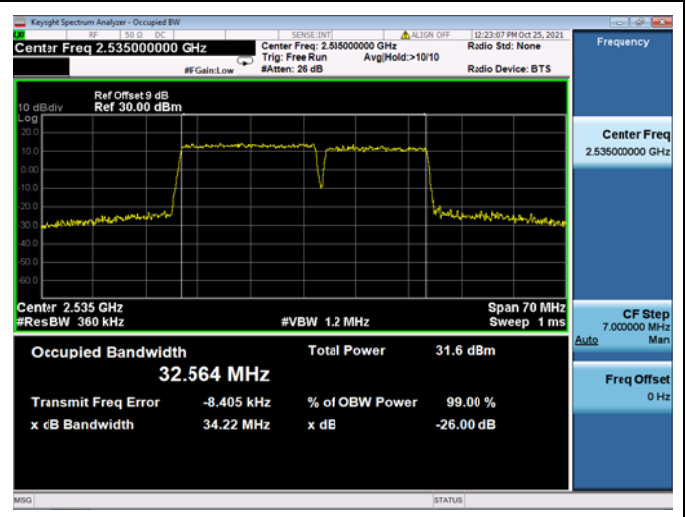 Keysight Spectrum Analyzer - Occupied BW
RF 50 Ω DC SENSE:INT ALIGN OFF 12:23:07 PM Oct 25, 2021
Center Freq 2.535000000 GHz Center Freq: 2.535000000 GHz Radio Std: None Frequency
Trig: Free Run Avg|Hold:>10/10
#IFGain:Low #Atten: 26 dB Radio Device: BTS
Ref Offset 9 dB
10 dB/div Ref 30.00 dBm
Log
20.0
10.0
0.00
-10.0
-20.0
-30.0
-40.0
-50.0
-60.0
Center Freq
2.535000000 GHz
Center 2.535 GHz Span 70 MHz
#Res BW 360 kHz #VBW 1.2 MHz Sweep 1 ms
CF Step
7.000000 MHz
Auto Man
Occupied Bandwidth Total Power 31.6 dBm
32.564 MHz
Transmit Freq Error -8.405 kHz % of OBW Power 99.00 %
x dB Bandwidth 34.22 MHz x dB -26.00 dB
Freq Offset
0 Hz
MSG STATUS